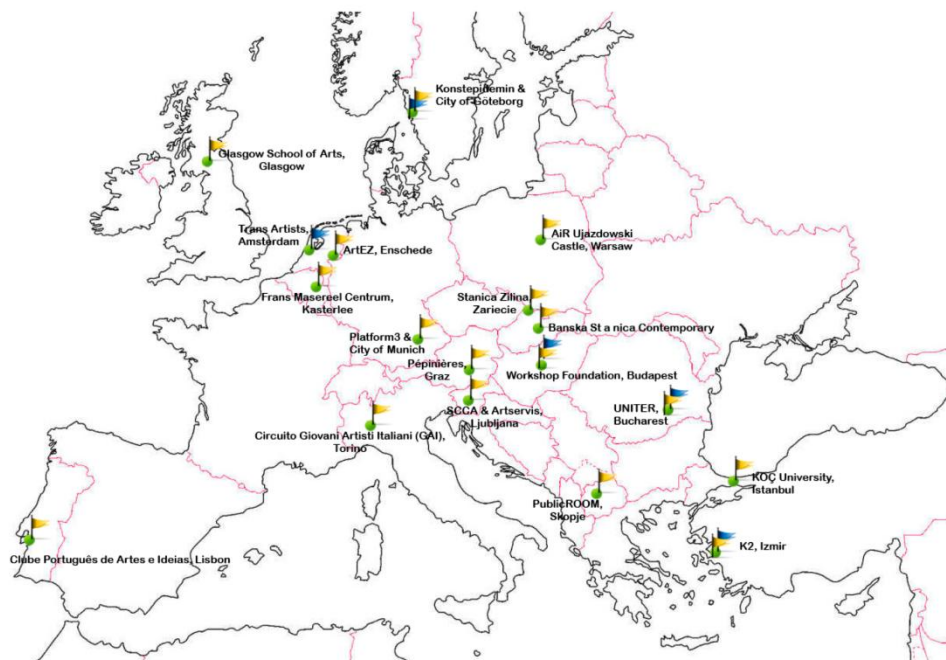 Konstepidemin &
City of Göteborg
Glasgow School of Arts,
Glasgow
Trans Artists,
Amsterdam
ArtEZ, Enschede
AiR Ujazdowski
Castle, Warsaw
Frans Masereel Centrum,
Kasterlee
Stanica Zilina,
Zariecie
Banska St a nica Contemporary
Platform3 &
City of Munich
Pépinières,
Graz
Workshop Foundation, Budapest
SCCA & Artservis,
Ljubljana
UNITER,
Bucharest
Circuito Giovani Artisti Italiani (GAI),
Torino
KOÇ University,
Istanbul
PublicROOM,
Skopje
K2, Izmir
Clube Português de Artes e Ideias, Lisbon